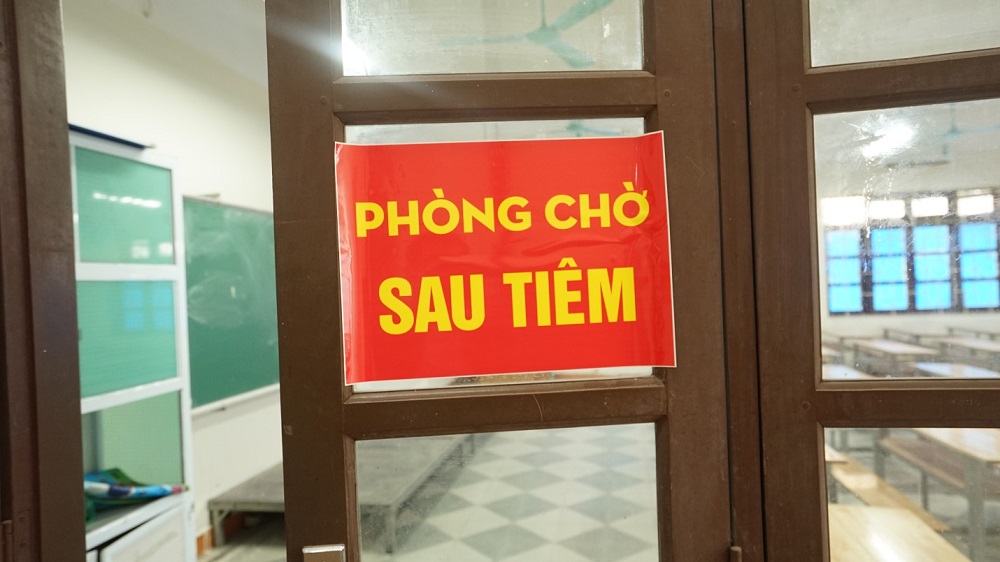 PHÒNG CHỜ
SAU TIÊM